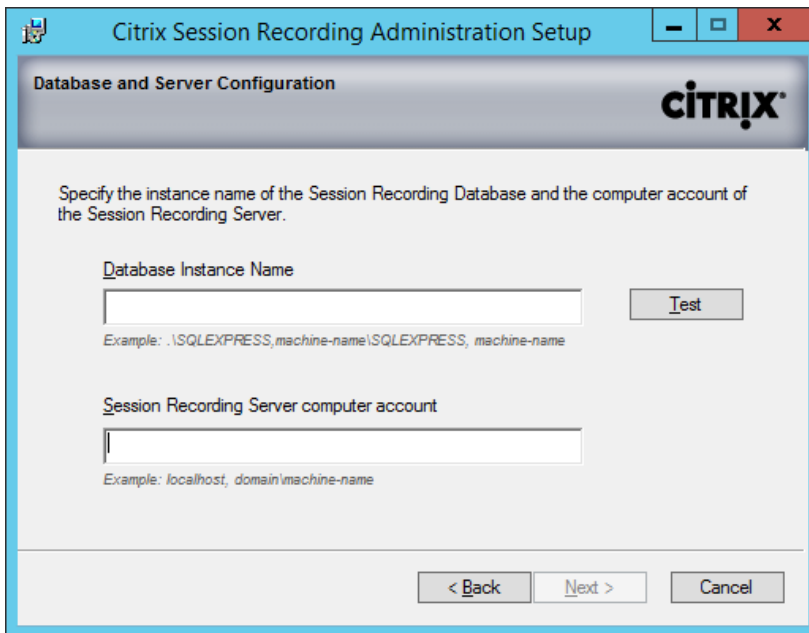 Citrix Session Recording Administration Setup
Database and Server Configuration
CITRIX
Specify the instance name of the Session Recording Database and the computer account of
the Session Recording Server.
Database Instance Name
Test
Example: .\SQLEXPRESS,machine-name\SQLEXPRESS, machine-name
Session Recording Server computer account
Example: localhost, domain\machine-name
< Back Next > Cancel